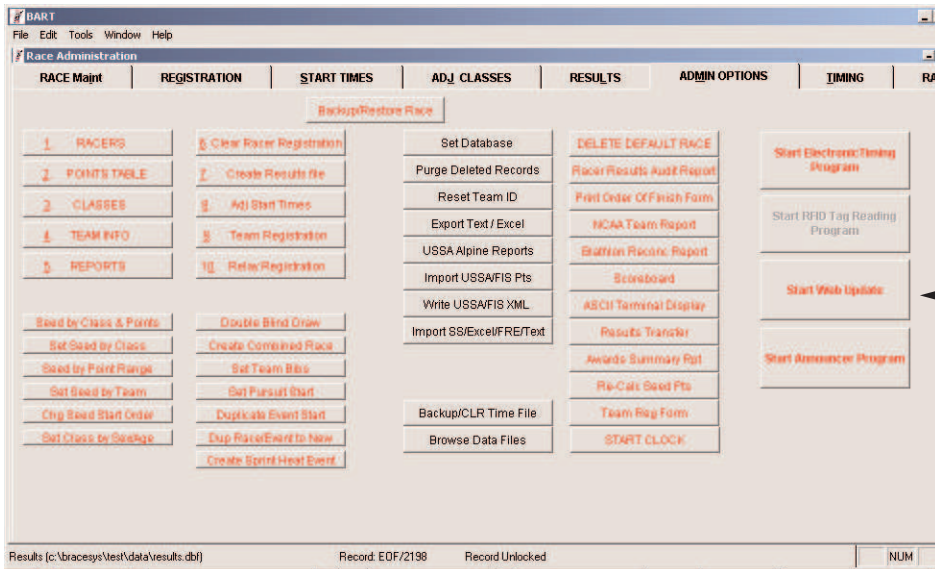 BART
File Edit Tools Window Help
Race Administration
RACE Maint REGISTRATION START TIMES ADJ CLASSES RESULTS ADMIN OPTIONS TIMING RA
Backup/Restore Race
1. RACERS
2. POINTS TABLE
3. CLASSES
4. TEAM INFO
5. REPORTS
6 Clear Racer Registration
7. Create Results file
8. Adj Start Times
9. Team Registration
10. Relay Registration
Seed by Class & Points
Set Seed by Class
Seed by Point Range
Set Seed by Team
Chg Seed Start Order
Set Class by Sex/Age
Double Blind Draw
Create Combined Race
Set Team Bibs
Set Pursuit Start
Duplicate Event Start
Dup Race/Event to New
Create Sprint Heat Event
Set Database
Purge Deleted Records
Reset Team ID
Export Text / Excel
USSA Alpine Reports
Import USSA/FIS Pts
Write USSA/FIS XML
Import SS/Excel/FRE/Text
Backup/CLR Time File
Browse Data Files
DELETE DEFAULT RACE
Racer Results Audit Report
Print Order Of Finish Form
NCAA Team Report
Biathlon Reconc Report
Scoreboard
ASCII Terminal Display
Results Transfer
Awards Summary Rpt
Re-Calc Seed Pts
Team Reg Form
START CLOCK
Start ElectronicTiming
Program
Start RFID Tag Reading
Program
Start Web Update
Start Announcer Program
Results (c:\bracesys\test\data\results.dbf) Record: EOF/2198 Record Unlocked NUM